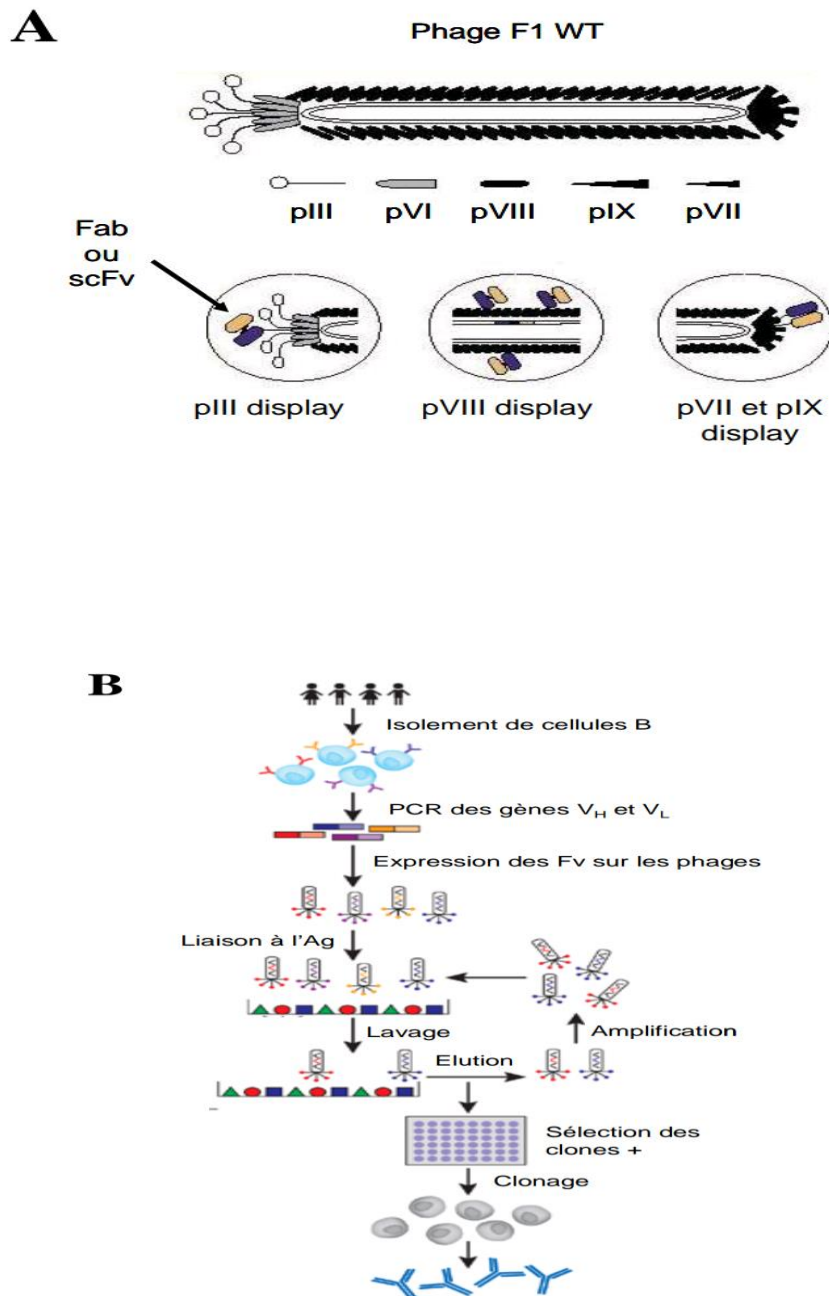 A
Phage F1 WT
pIII pVI pVIII pIX pVII
Fab
ou
scFv
pIII display pVIII display pVII et pIX
display
B
Isolement de cellules B
PCR des gènes VH et VL
Expression des Fv sur les phages
Liaison à l'Ag
Lavage
Amplification
Elution
Sélection des
clones +
Clonage